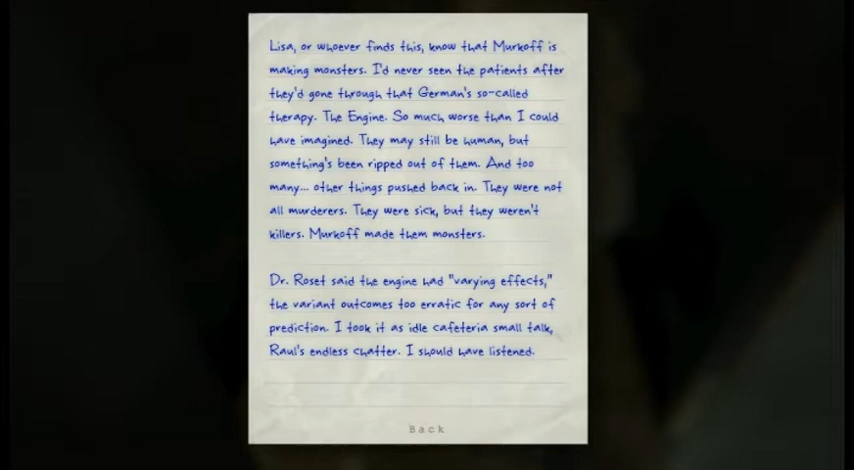 Lisa, or whoever finds this, know that Murkoff is
making monsters. I'd never seen the patients after
they'd gone through that German's so-called
therapy. The Engine. So much worse than I could
have imagined. They may still be human, but
something's been ripped out of them. And too
many... other things pushed back in. They were not
all murderers. They were sick, but they weren't
killers. Murkoff made them monsters.
Dr. Roset said the engine had "varying effects,"
the variant outcomes too erratic for any sort of
prediction. I took it as idle cafeteria small talk,
Raul's endless chatter. I should have listened.
Back